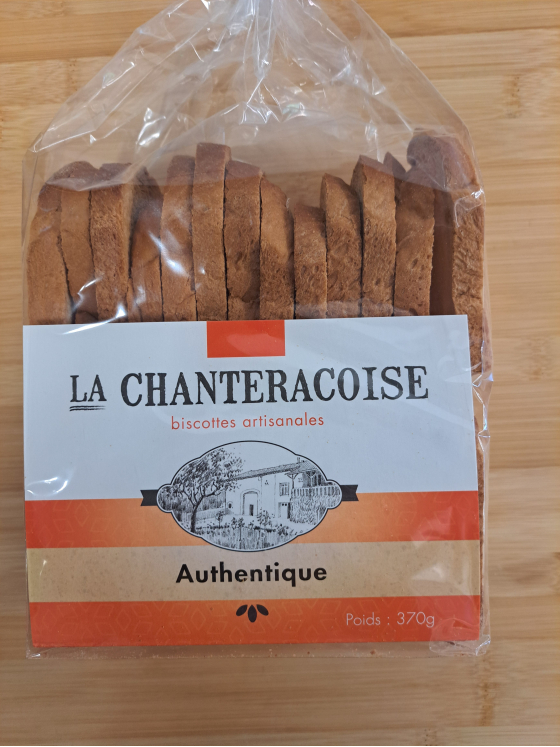 LA CHANTERACOISE
biscottes artisanales
Authentique
Poids : 370g